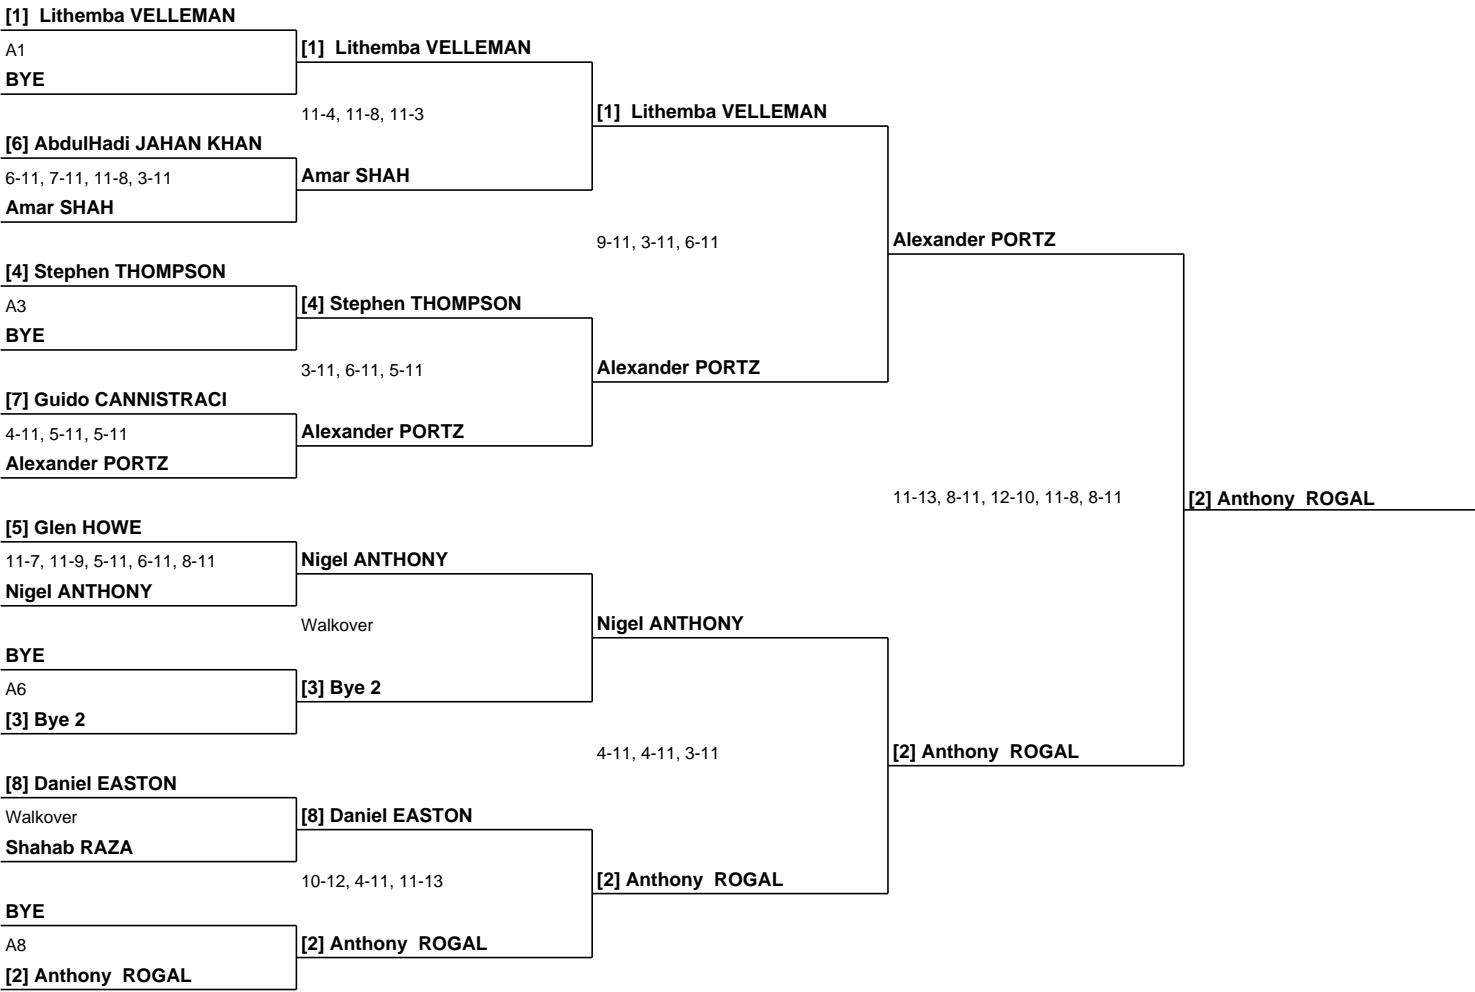 [1]  Lithemba VELLEMAN
A1
BYE
[6] AbdulHadi JAHAN KHAN
6-11, 7-11, 11-8, 3-11
Amar SHAH
[4] Stephen THOMPSON
A3
BYE
[7] Guido CANNISTRACI
4-11, 5-11, 5-11
Alexander PORTZ
[5] Glen HOWE
11-7, 11-9, 5-11, 6-11, 8-11
Nigel ANTHONY
BYE
A6
[3] Bye 2
[8] Daniel EASTON
Walkover
Shahab RAZA
BYE
A8
[2] Anthony  ROGAL
[1]  Lithemba VELLEMAN
11-4, 11-8, 11-3
Amar SHAH
[4] Stephen THOMPSON
3-11, 6-11, 5-11
Alexander PORTZ
Nigel ANTHONY
Walkover
[3] Bye 2
[8] Daniel EASTON
10-12, 4-11, 11-13
[2] Anthony  ROGAL
[1]  Lithemba VELLEMAN
9-11, 3-11, 6-11
Alexander PORTZ
Nigel ANTHONY
4-11, 4-11, 3-11
[2] Anthony  ROGAL
Alexander PORTZ
11-13, 8-11, 12-10, 11-8, 8-11
[2] Anthony  ROGAL
[2] Anthony  ROGAL